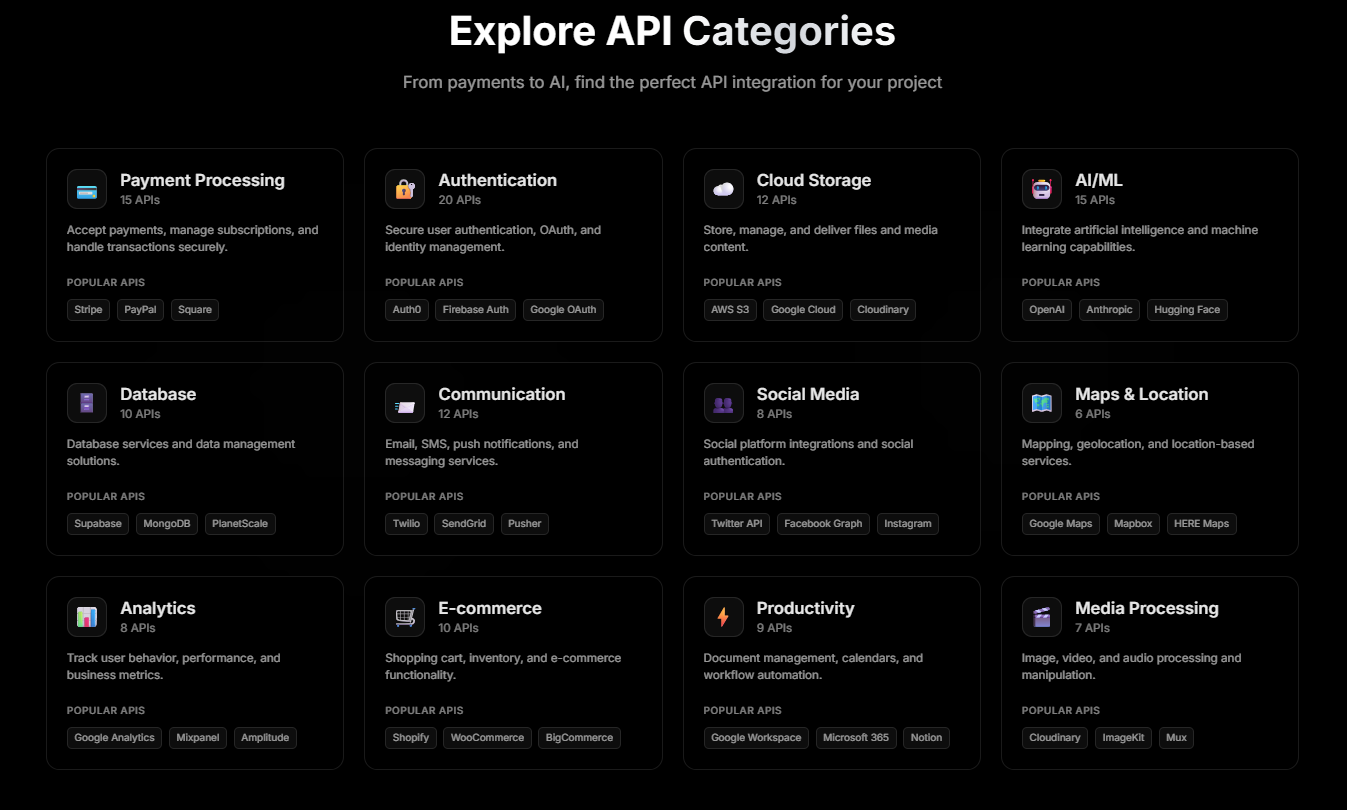 Explore API Categories
From payments to AI, find the perfect API integration for your project
Payment Processing
15 APIs
Accept payments, manage subscriptions, and
handle transactions securely.
POPULAR APIS
Stripe PayPal Square
Authentication
20 APIs
Secure user authentication, OAuth, and
identity management.
POPULAR APIS
Auth0 Firebase Auth Google OAuth
Cloud Storage
12 APIs
Store, manage, and deliver files and media
content.
POPULAR APIS
AWS S3 Google Cloud Cloudinary
AI/ML
15 APIs
Integrate artificial intelligence and machine
learning capabilities.
POPULAR APIS
OpenAI Anthropic Hugging Face
Database
10 APIs
Database services and data management
solutions.
POPULAR APIS
Supabase MongoDB PlanetScale
Communication
12 APIs
Email, SMS, push notifications, and
messaging services.
POPULAR APIS
Twilio SendGrid Pusher
Social Media
8 APIs
Social platform integrations and social
authentication.
POPULAR APIS
Twitter API Facebook Graph Instagram
Maps & Location
6 APIs
Mapping, geolocation, and location-based
services.
POPULAR APIS
Google Maps Mapbox HERE Maps
Analytics
8 APIs
Track user behavior, performance, and
business metrics.
POPULAR APIS
Google Analytics Mixpanel Amplitude
E-commerce
10 APIs
Shopping cart, inventory, and e-commerce
functionality.
POPULAR APIS
Shopify WooCommerce BigCommerce
Productivity
9 APIs
Document management, calendars, and
workflow automation.
POPULAR APIS
Google Workspace Microsoft 365 Notion
Media Processing
7 APIs
Image, video, and audio processing and
manipulation.
POPULAR APIS
Cloudinary ImageKit Mux